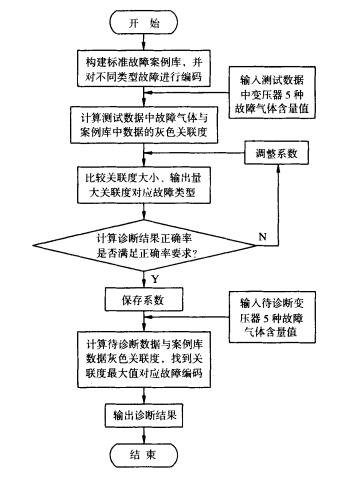 开 始
构建标准故障案例库，并
对不同类型故障进行编码
输入测试数据
中变压器5种
故障气体含量值
计算测试数据中故障气体与
案例库中数据的灰色关联度
调整系数
比较关联度大小、输出量
大关联度对应故障类型
计算诊断结果正确率
是否满足正确率要求?
N
Y
保存系数
输入待诊断变
压器5种故障
气体含量值
计算待诊断数据与案例库
数据灰色关联度，找到关
联度最大值对应故障编码
输出诊断结果
结 束